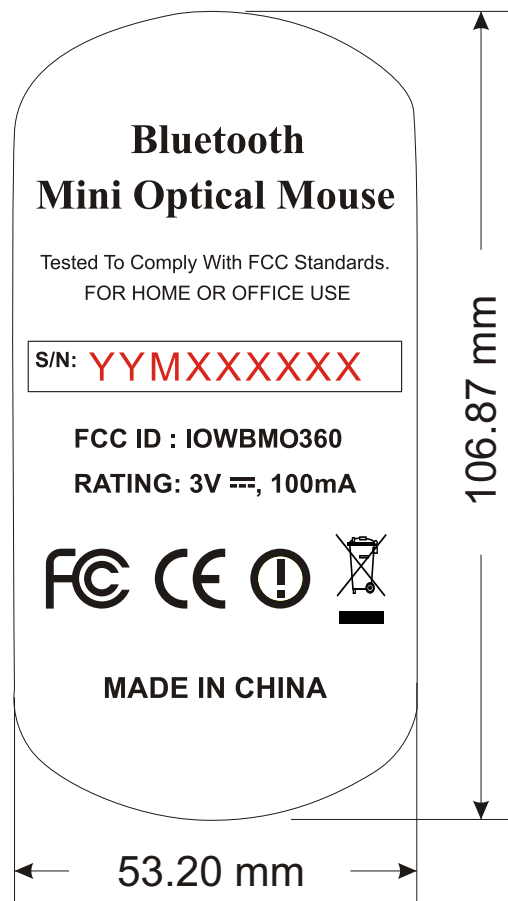 Bluetooth
Mini Optical Mouse
Tested To Comply With FCC Standards.
FOR HOME OR OFFICE USE
S/N: YYMXXXXXX
FCC ID : IOWBMO360
RATING: 3V ⎓, 100mA
FC CE
MADE IN CHINA
106.87 mm
53.20 mm